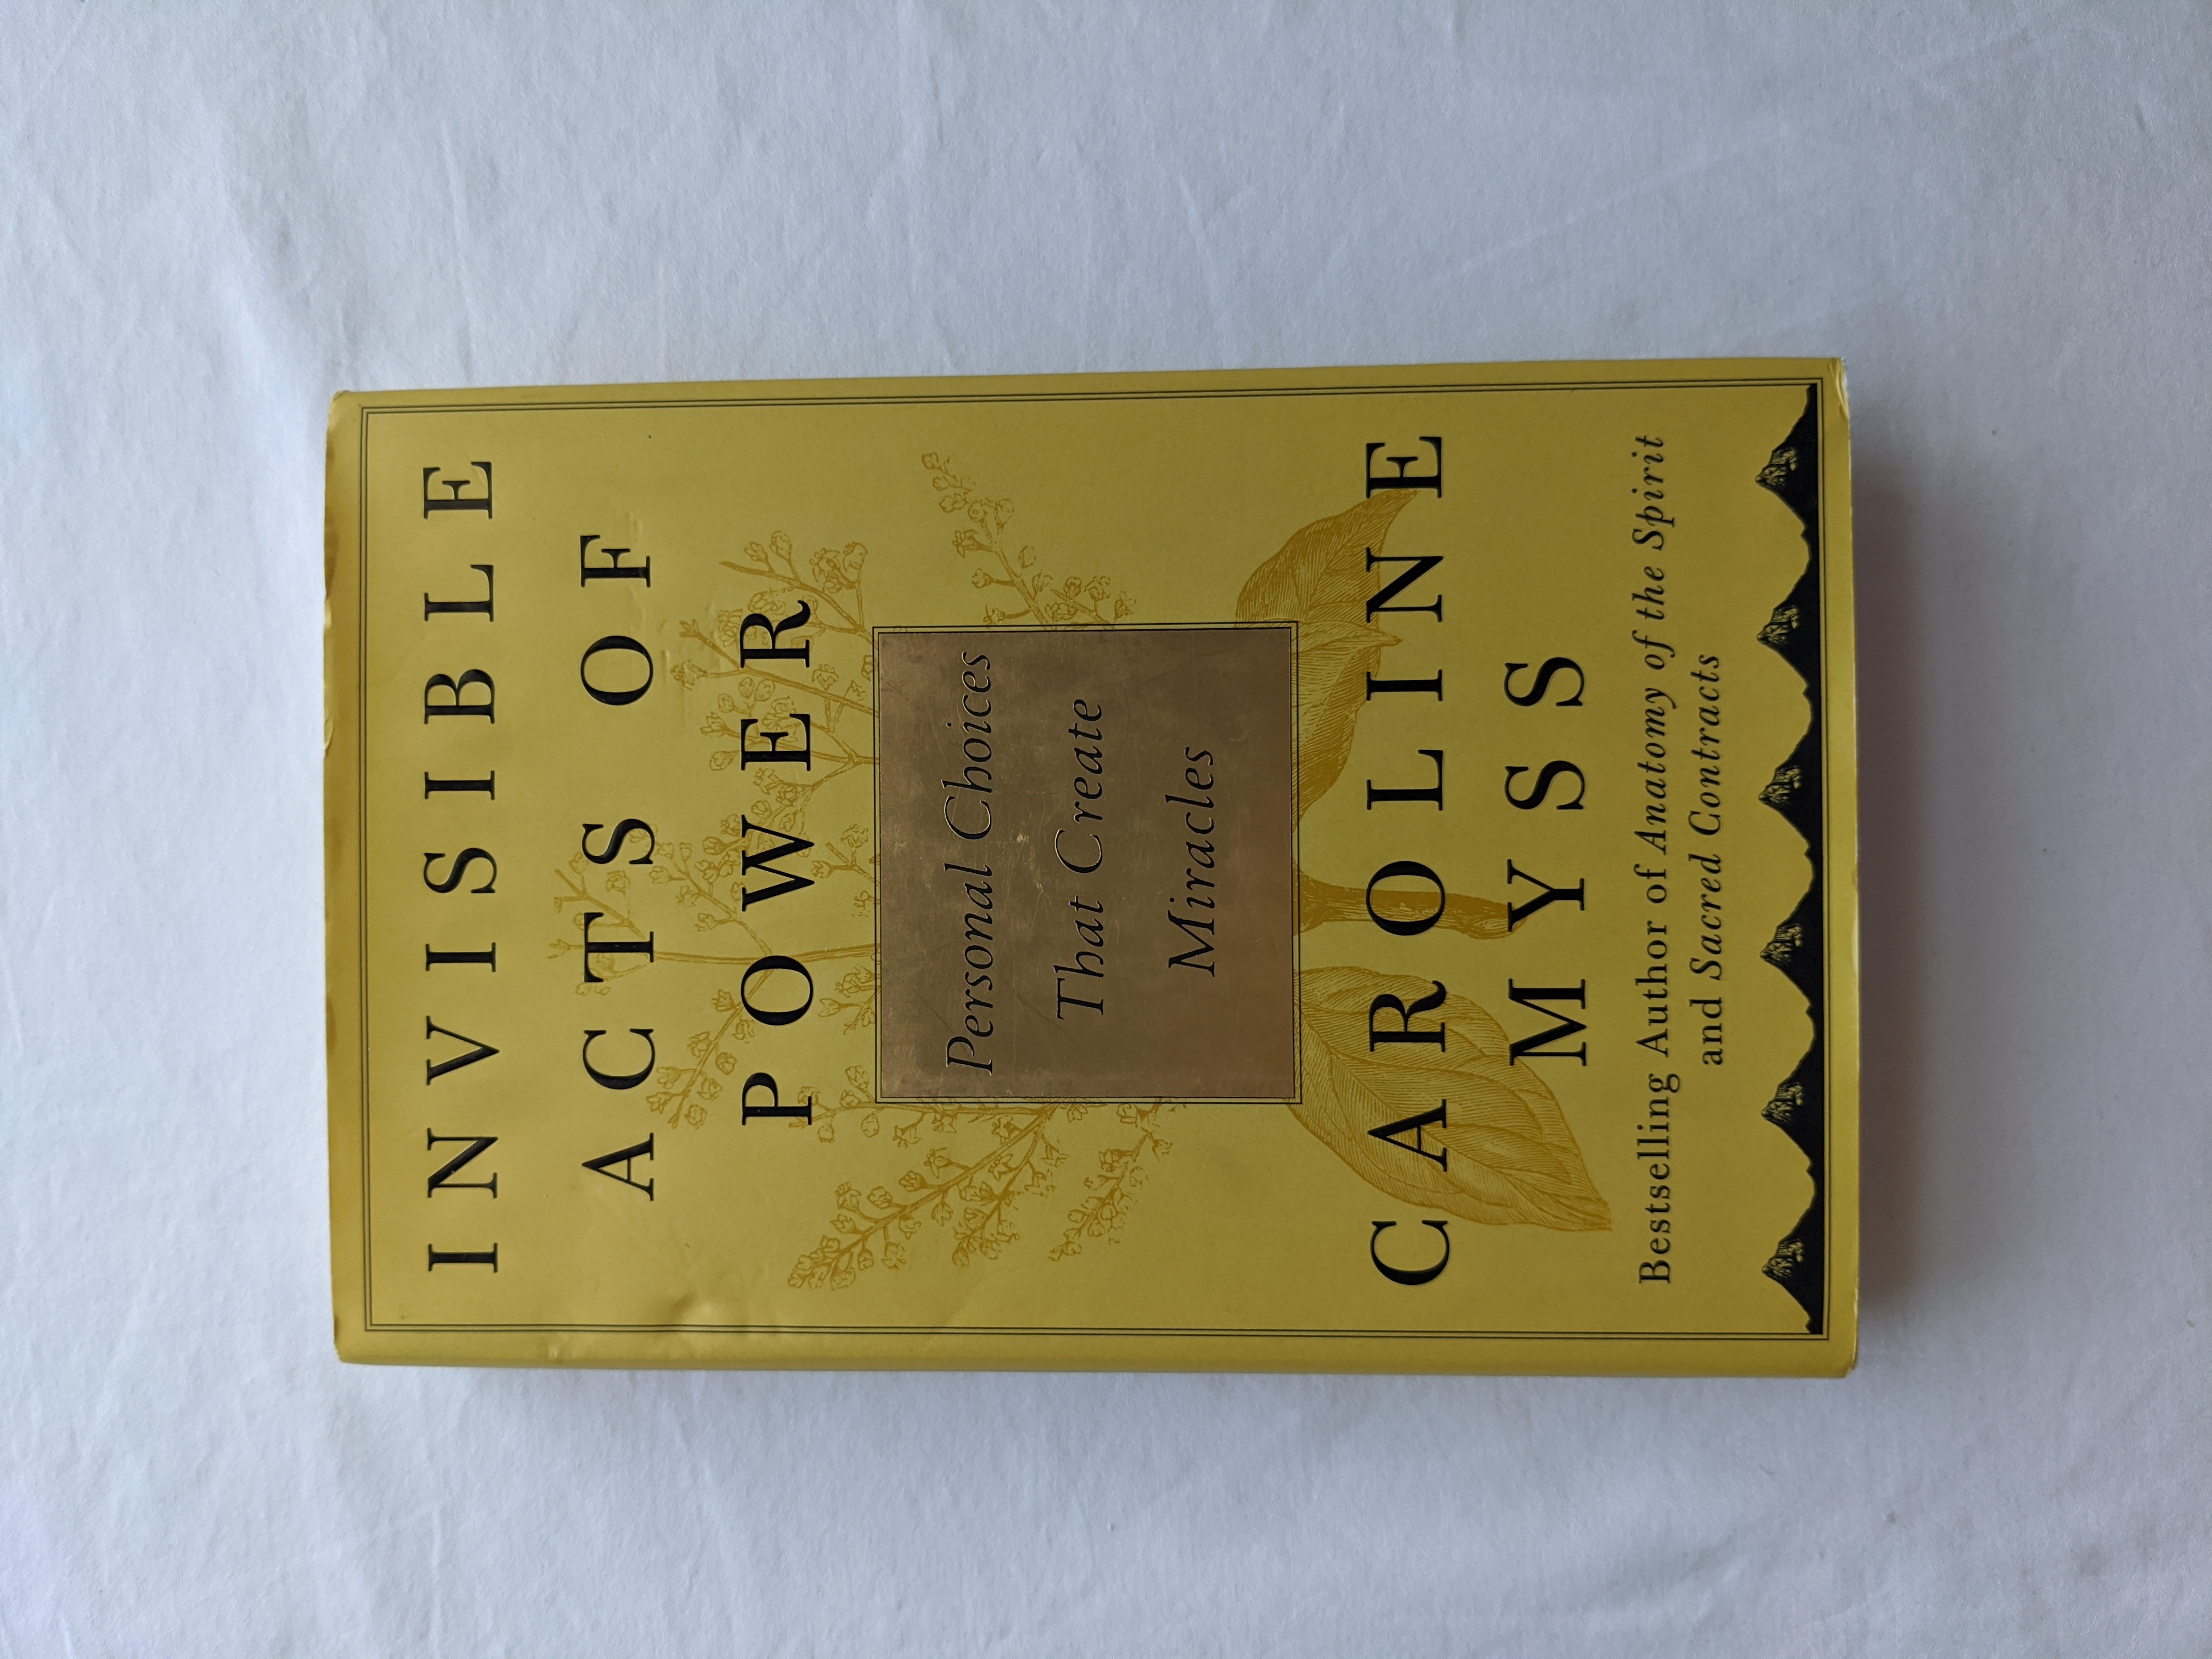 INVISIBLE
ACTS OF
POWER
Personal Choices
That Create
Miracles
CAROLINE
MYSS
Bestselling Author of Anatomy of the Spirit
and Sacred Contracts